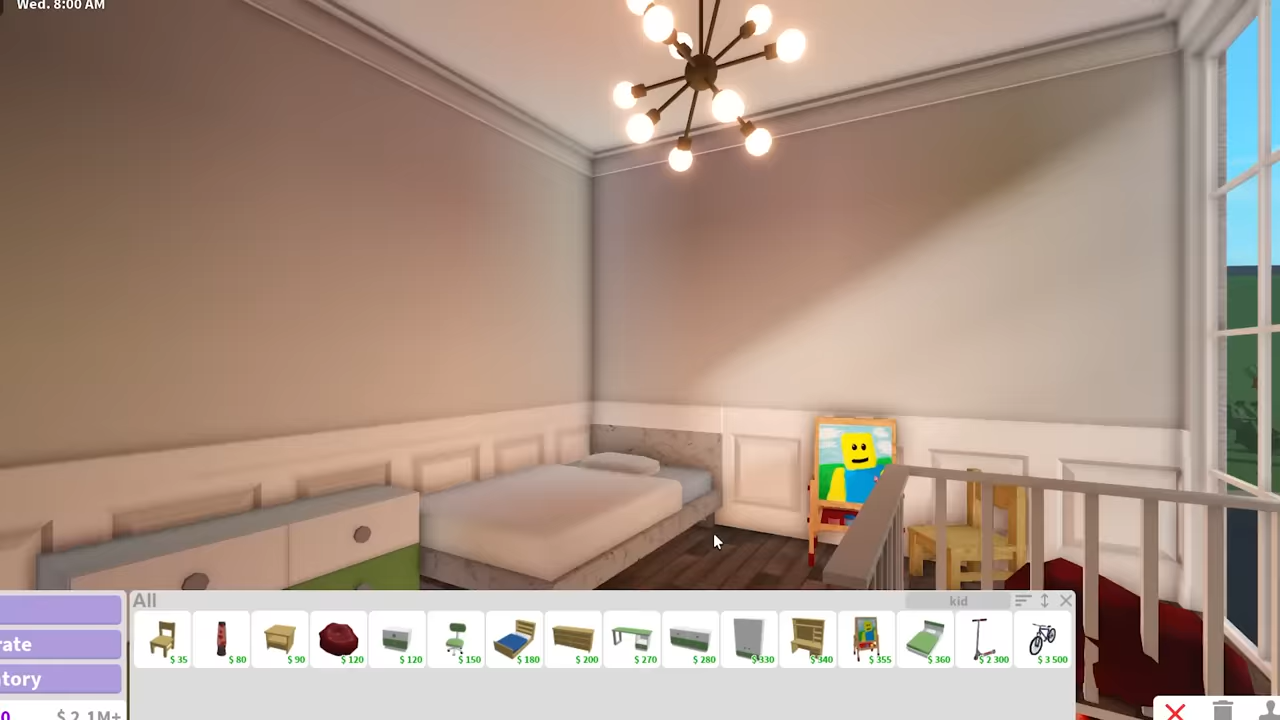 Wed. 8:00 AM
All
kid
$ 35
$ 80
$ 90
$ 120
$ 120
$ 150
$ 180
$ 200
$ 270
$ 280
$ 330
$ 340
$ 355
$ 360
$ 2 300
$ 3 500
rate
tory
0
$ 2.1M+